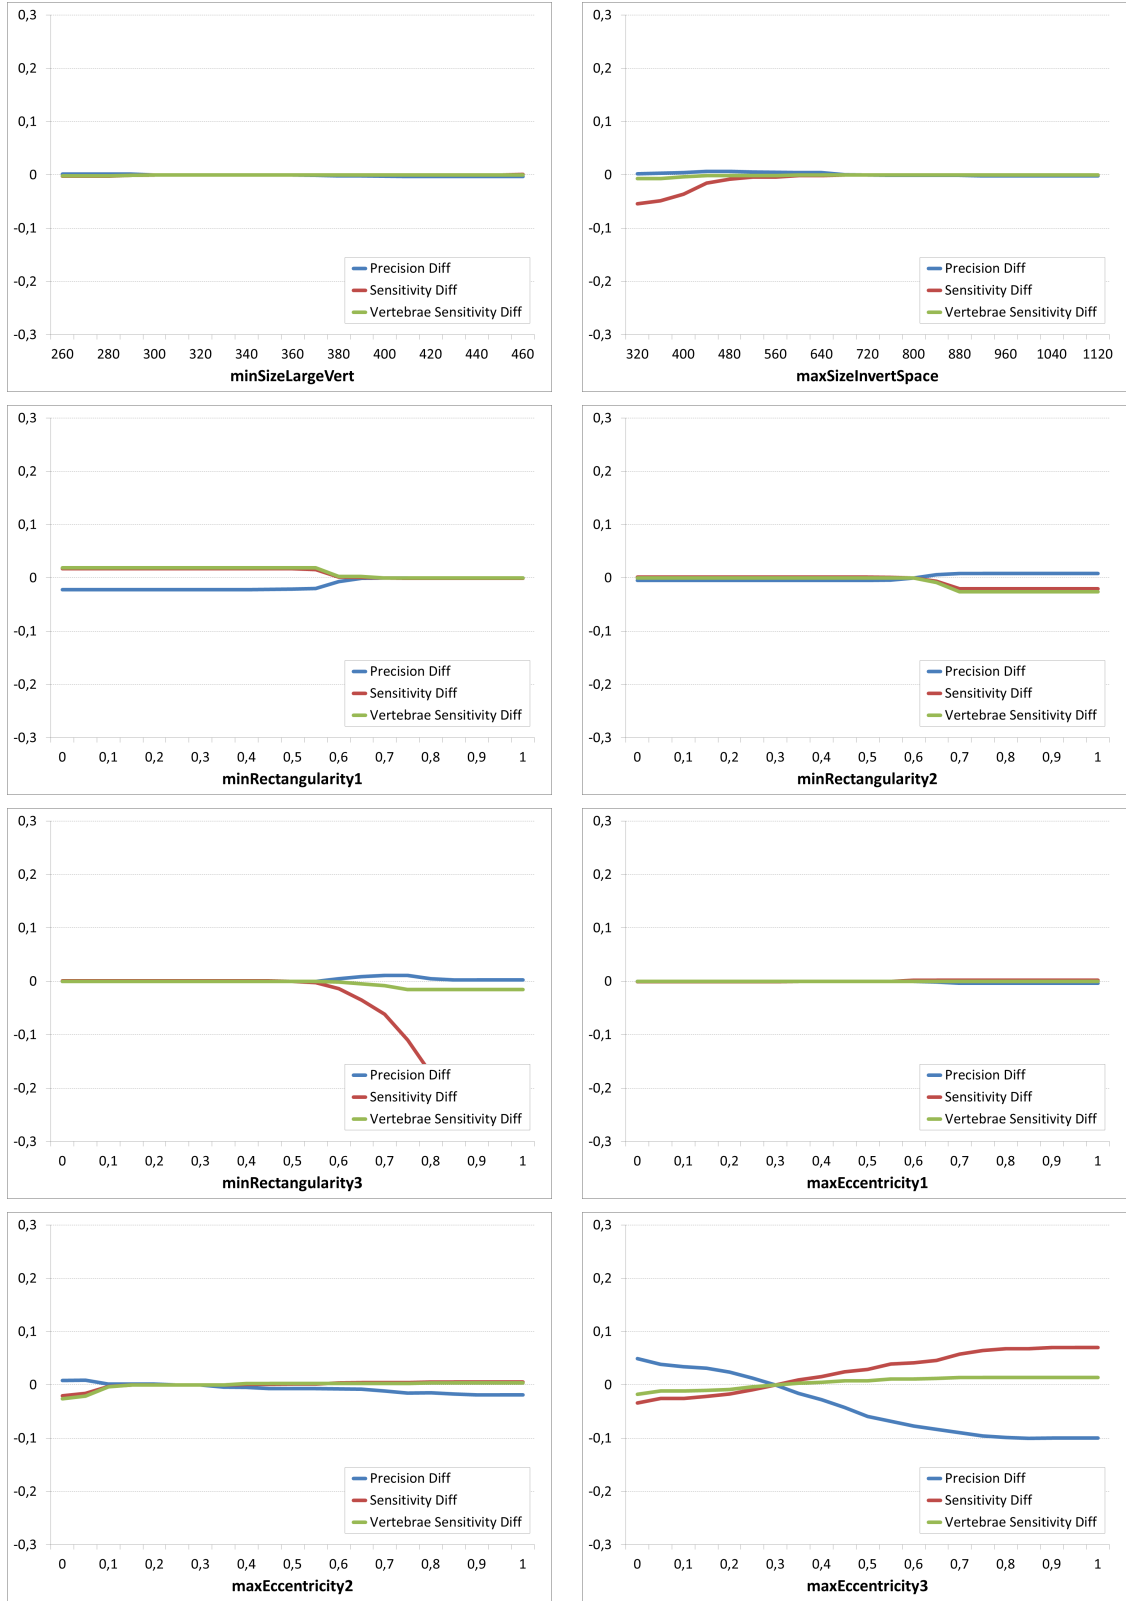 0,3
0,2
0,1
0
-0,1
-0,2
-0,3
Precision Diff
Sensitivity Diff
Vertebrae Sensitivity Diff
260 280 300 320 340 360 380 400 420 440 460
minSizeLargeVert
0,3
0,2
0,1
0
-0,1
-0,2
-0,3
Precision Diff
Sensitivity Diff
Vertebrae Sensitivity Diff
320 400 480 560 640 720 800 880 960 1040 1120
maxSizeInvertSpace
0,3
0,2
0,1
0
-0,1
-0,2
-0,3
Precision Diff
Sensitivity Diff
Vertebrae Sensitivity Diff
0 0,1 0,2 0,3 0,4 0,5 0,6 0,7 0,8 0,9 1
minRectangularity1
0,3
0,2
0,1
0
-0,1
-0,2
-0,3
Precision Diff
Sensitivity Diff
Vertebrae Sensitivity Diff
0 0,1 0,2 0,3 0,4 0,5 0,6 0,7 0,8 0,9 1
minRectangularity2
0,3
0,2
0,1
0
-0,1
-0,2
-0,3
Precision Diff
Sensitivity Diff
Vertebrae Sensitivity Diff
0 0,1 0,2 0,3 0,4 0,5 0,6 0,7 0,8 0,9 1
minRectangularity3
0,3
0,2
0,1
0
-0,1
-0,2
-0,3
Precision Diff
Sensitivity Diff
Vertebrae Sensitivity Diff
0 0,1 0,2 0,3 0,4 0,5 0,6 0,7 0,8 0,9 1
maxEccentricity1
0,3
0,2
0,1
0
-0,1
-0,2
-0,3
Precision Diff
Sensitivity Diff
Vertebrae Sensitivity Diff
0 0,1 0,2 0,3 0,4 0,5 0,6 0,7 0,8 0,9 1
maxEccentricity2
0,3
0,2
0,1
0
-0,1
-0,2
-0,3
Precision Diff
Sensitivity Diff
Vertebrae Sensitivity Diff
0 0,1 0,2 0,3 0,4 0,5 0,6 0,7 0,8 0,9 1
maxEccentricity3